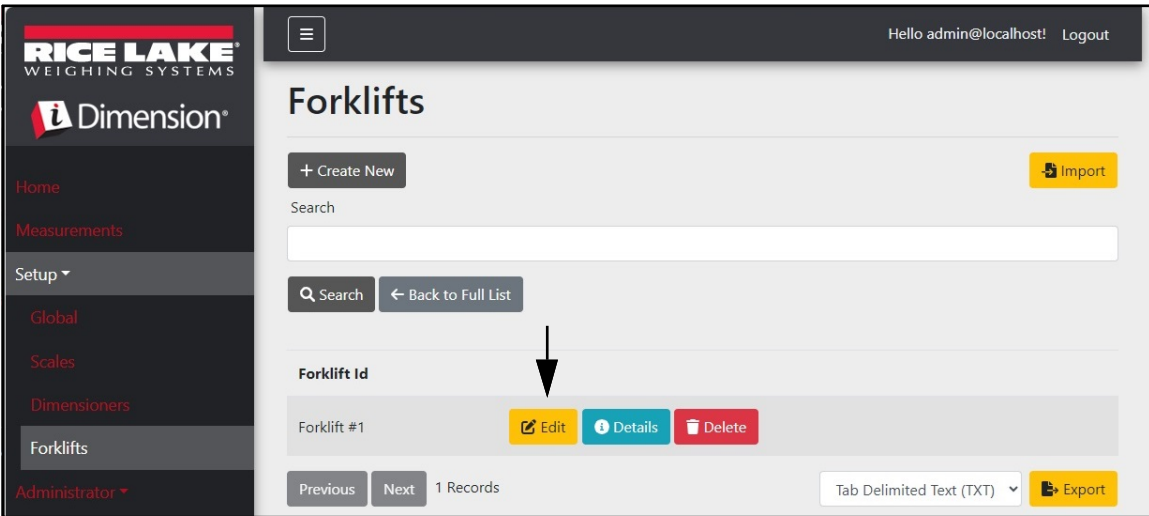 RICE LAKE®
WEIGHING SYSTEMS
i Dimension®
Hello admin@localhost! Logout
Home
Measurements
Setup
Global
Scales
Dimensioners
Forklifts
Administrator
Forklifts
+ Create New
Import
Search
Search
← Back to Full List
Forklift Id
Forklift #1 Edit Details Delete
Previous Next 1 Records Tab Delimited Text (TXT) Export